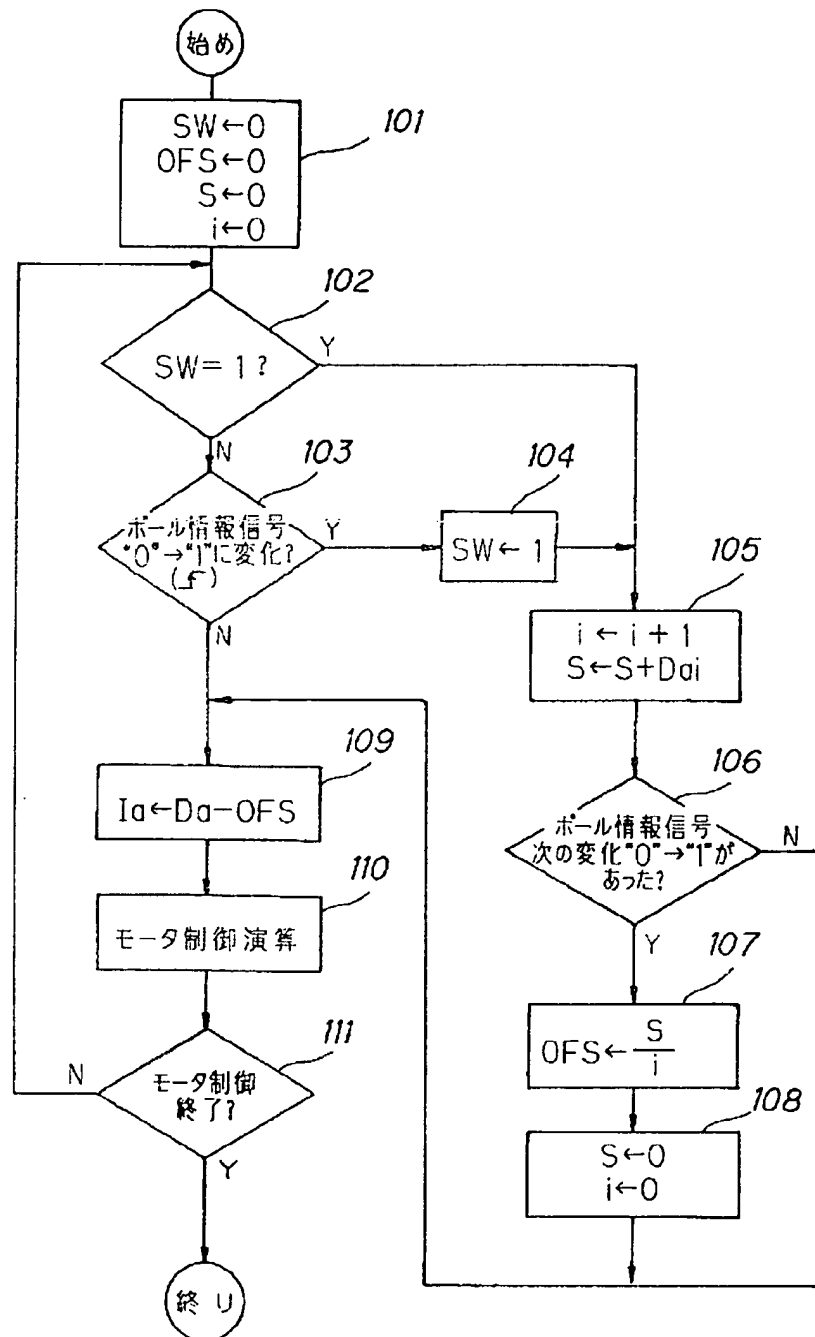 始め
101
SW←0
OFS←0
S←0
i←0
102
SW=1?
Y
N
103
ポール情報信号
“0”→“1”に変化?
(↑)
Y
N
104
SW←1
105
i←i+1
S←S+Dai
106
ポール情報信号
次の変化“0”→“1”が
あった?
N
Y
107
OFS←S/i
108
S←0
i←0
109
Ia←Da-OFS
110
モータ制御演算
111
モータ制御
終了?
N
Y
終り